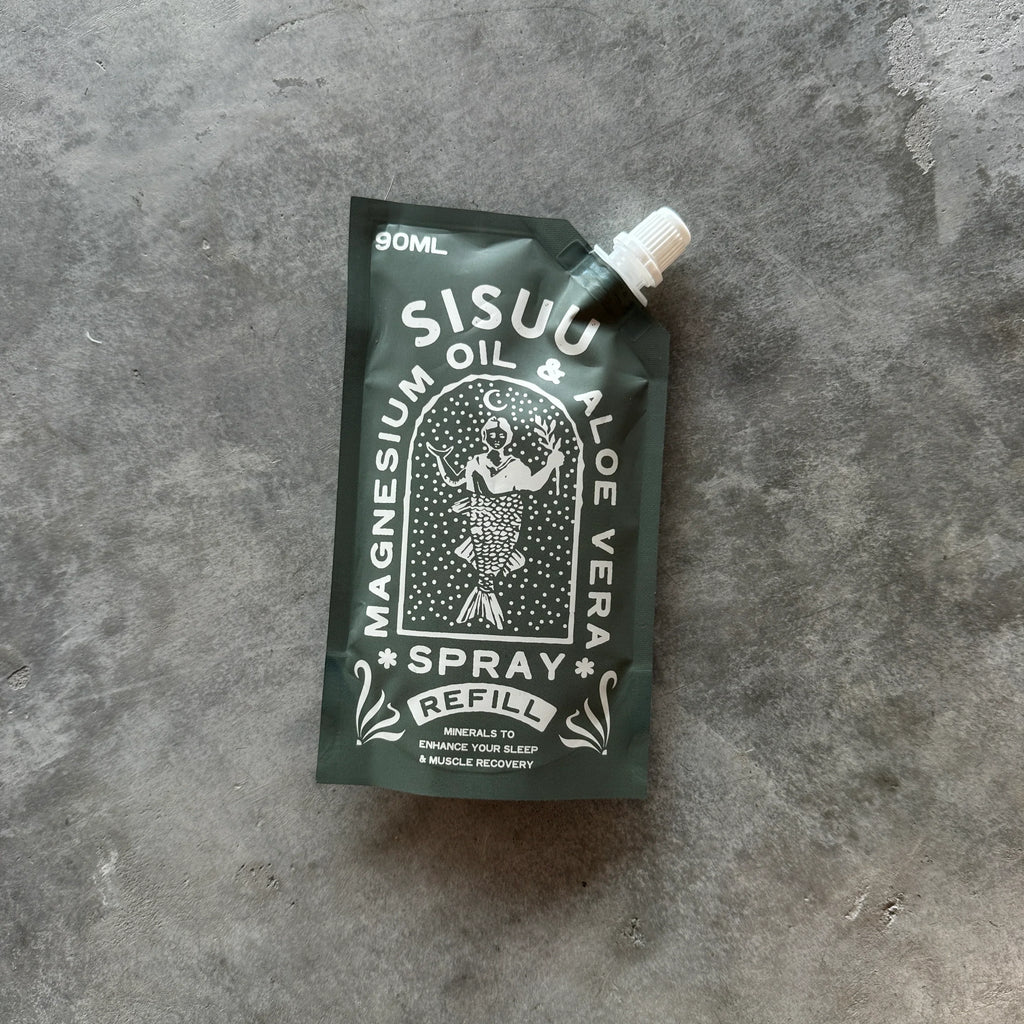 90ML
SISUU
MAGNESIUM OIL & ALOE VERA
*SPRAY*
REFILL
MINERALS TO
ENHANCE YOUR SLEEP
& MUSCLE RECOVERY